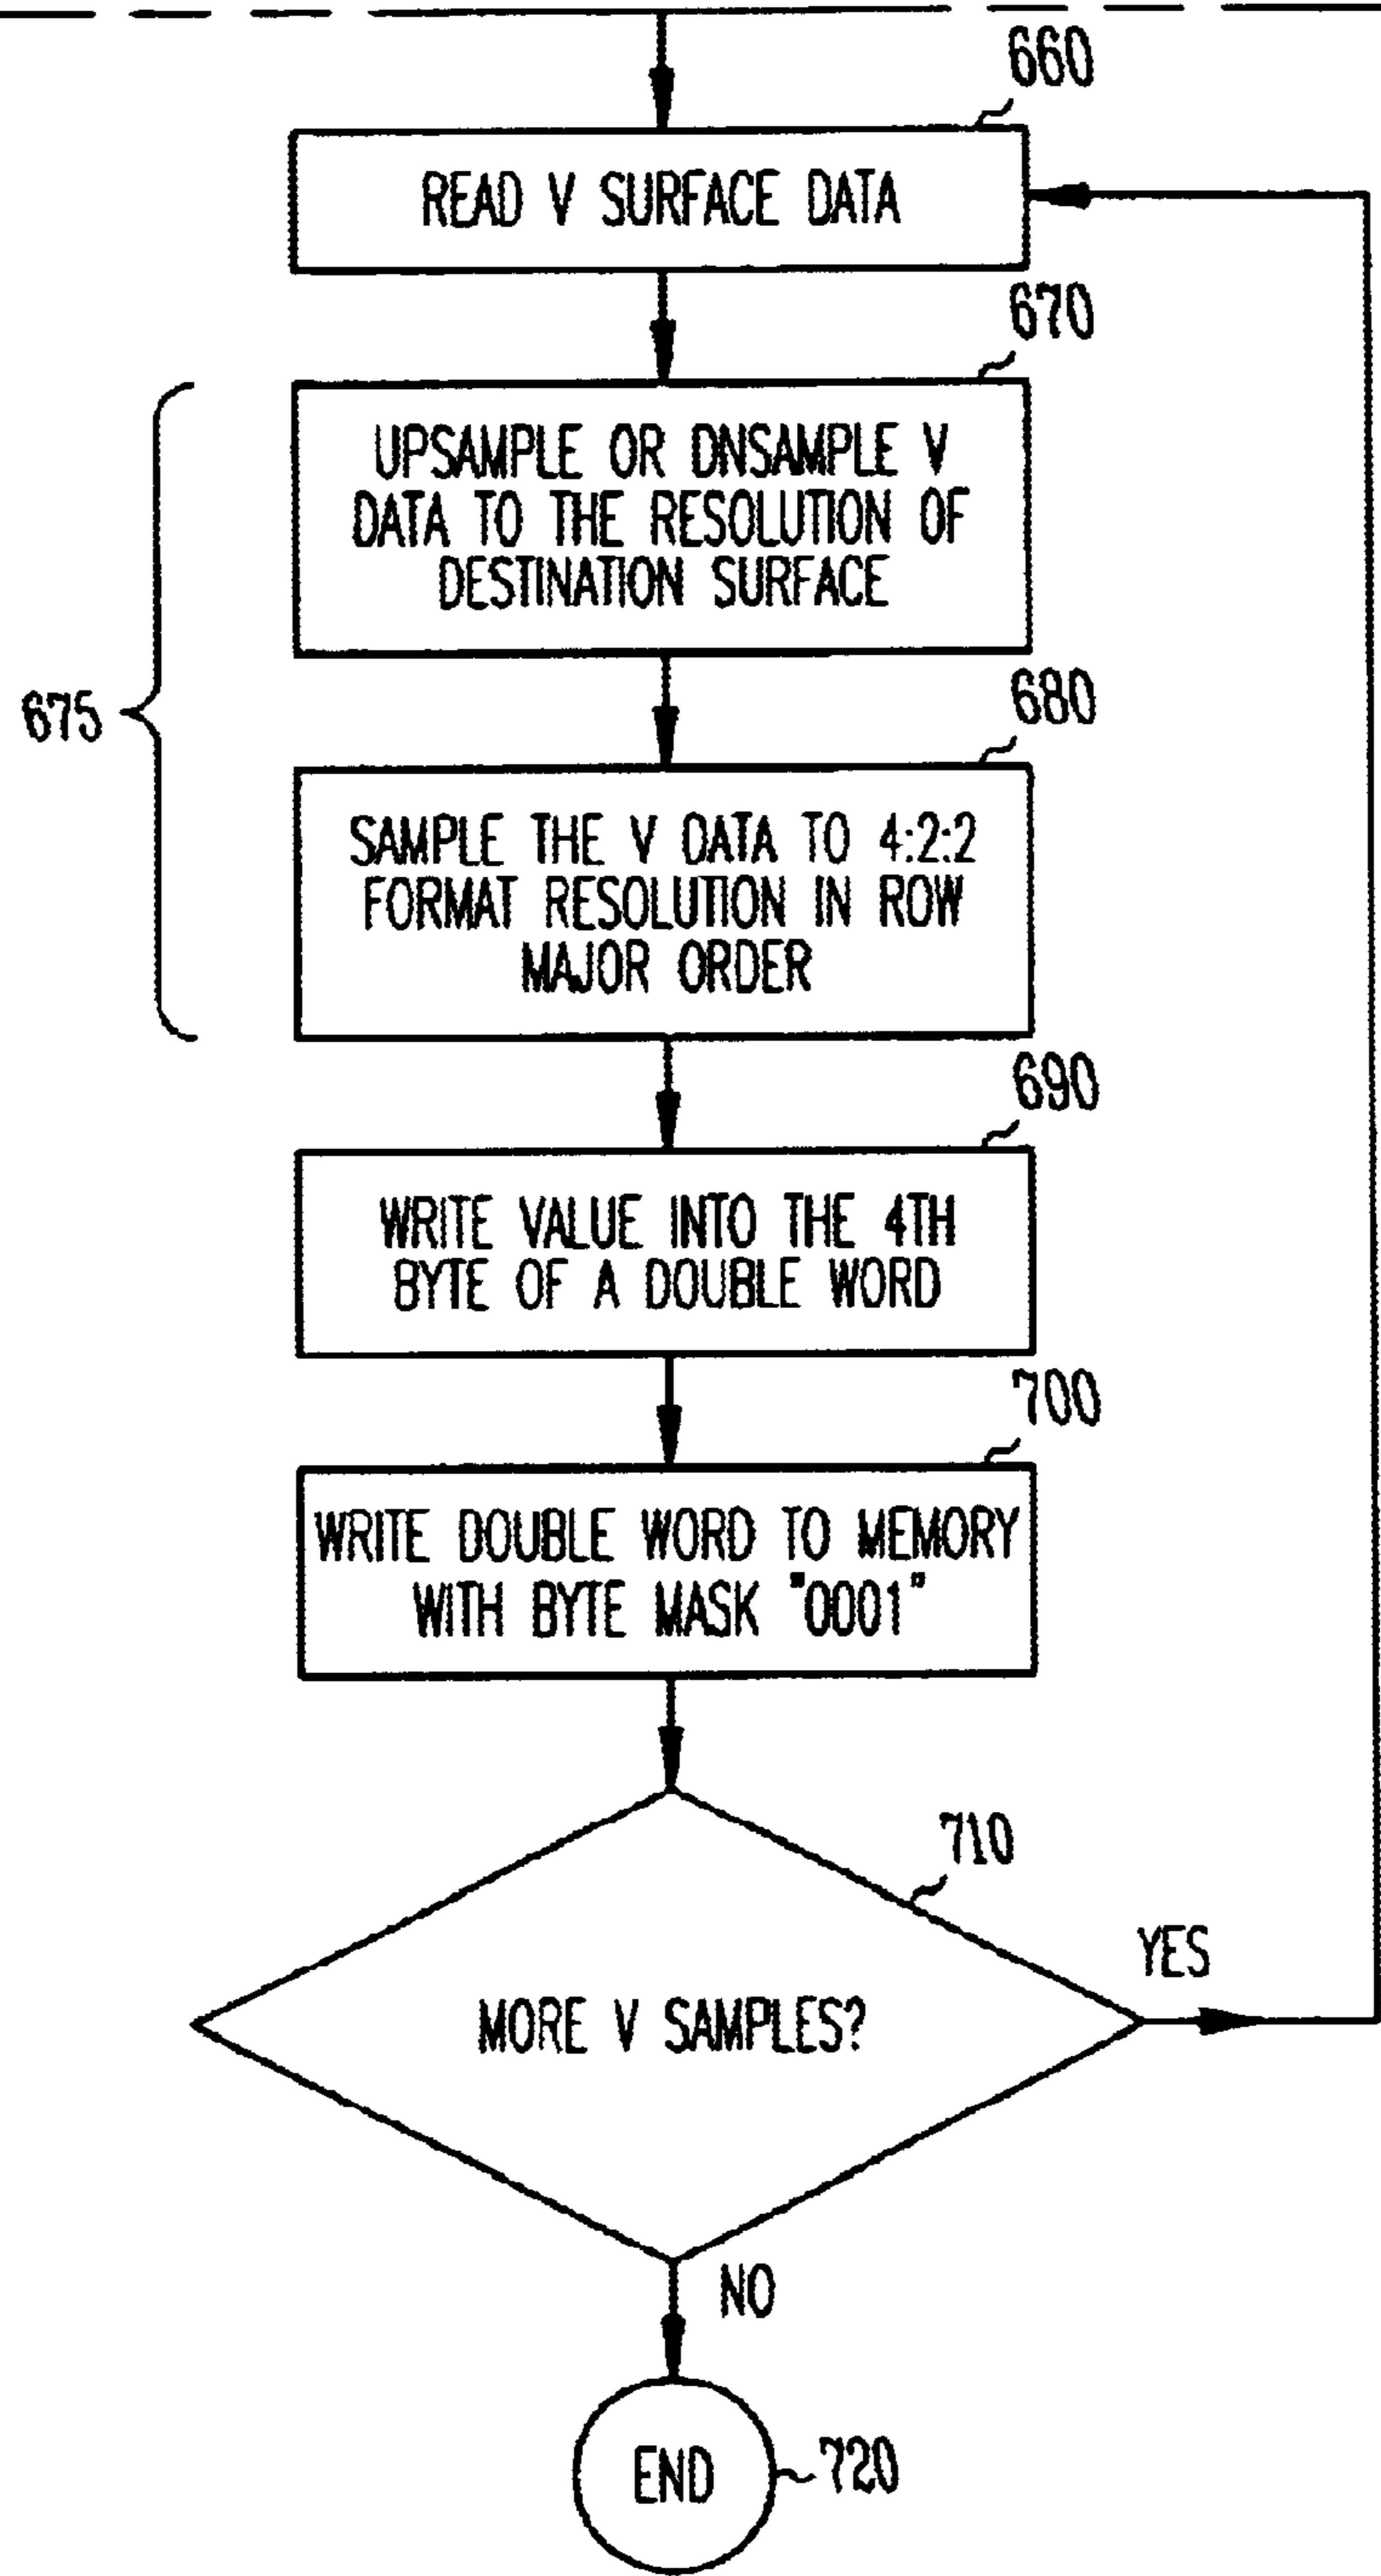 660
READ V SURFACE DATA
670
UPSAMPLE OR DNSAMPLE V
DATA TO THE RESOLUTION OF
DESTINATION SURFACE
675
680
SAMPLE THE V DATA TO 4:2:2
FORMAT RESOLUTION IN ROW
MAJOR ORDER
690
WRITE VALUE INTO THE 4TH
BYTE OF A DOUBLE WORD
700
WRITE DOUBLE WORD TO MEMORY
WITH BYTE MASK "0001"
710
YES
MORE V SAMPLES?
NO
END
720